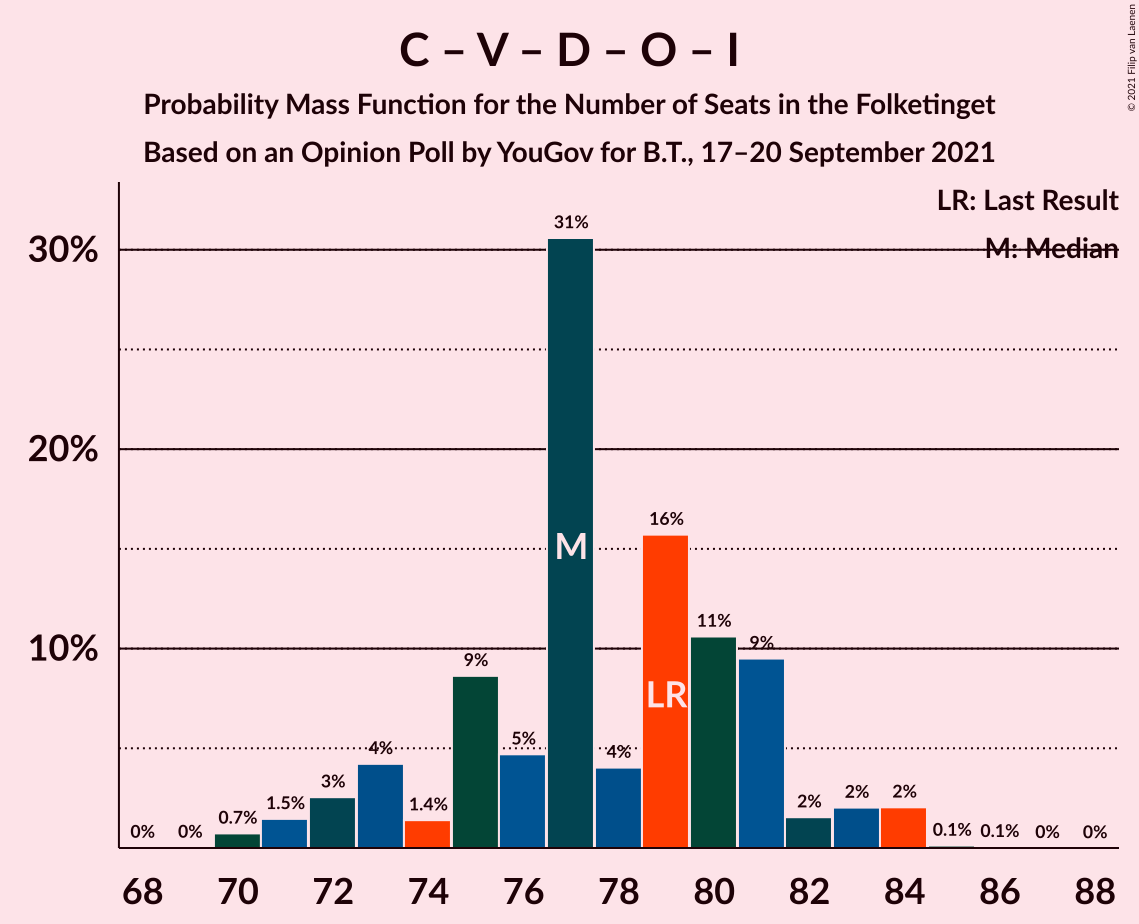 C – V – D – O – I
Probability Mass Function for the Number of Seats in the Folketinget
Based on an Opinion Poll by YouGov for B.T., 17–20 September 2021
© 2021 Filip van Laenen
LR: Last Result
M: Median
30%
20%
10%
0%
0%
0.7%
1.5%
3%
4%
1.4%
9%
5%
31%
4%
16%
11%
9%
2%
2%
2%
0.1%
0.1%
0%
0%
M
LR
68 70 72 74 76 78 80 82 84 86 88